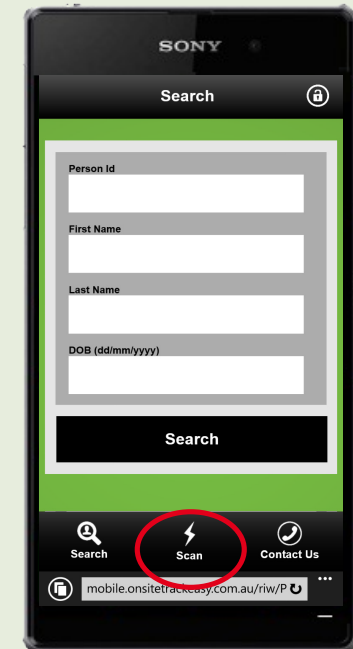 SONY
Search
Person Id
First Name
Last Name
DOB (dd/mm/yyyy)
Search
Search
Scan
Contact Us
mobile.onsitetrackeasy.com.au/riw/P